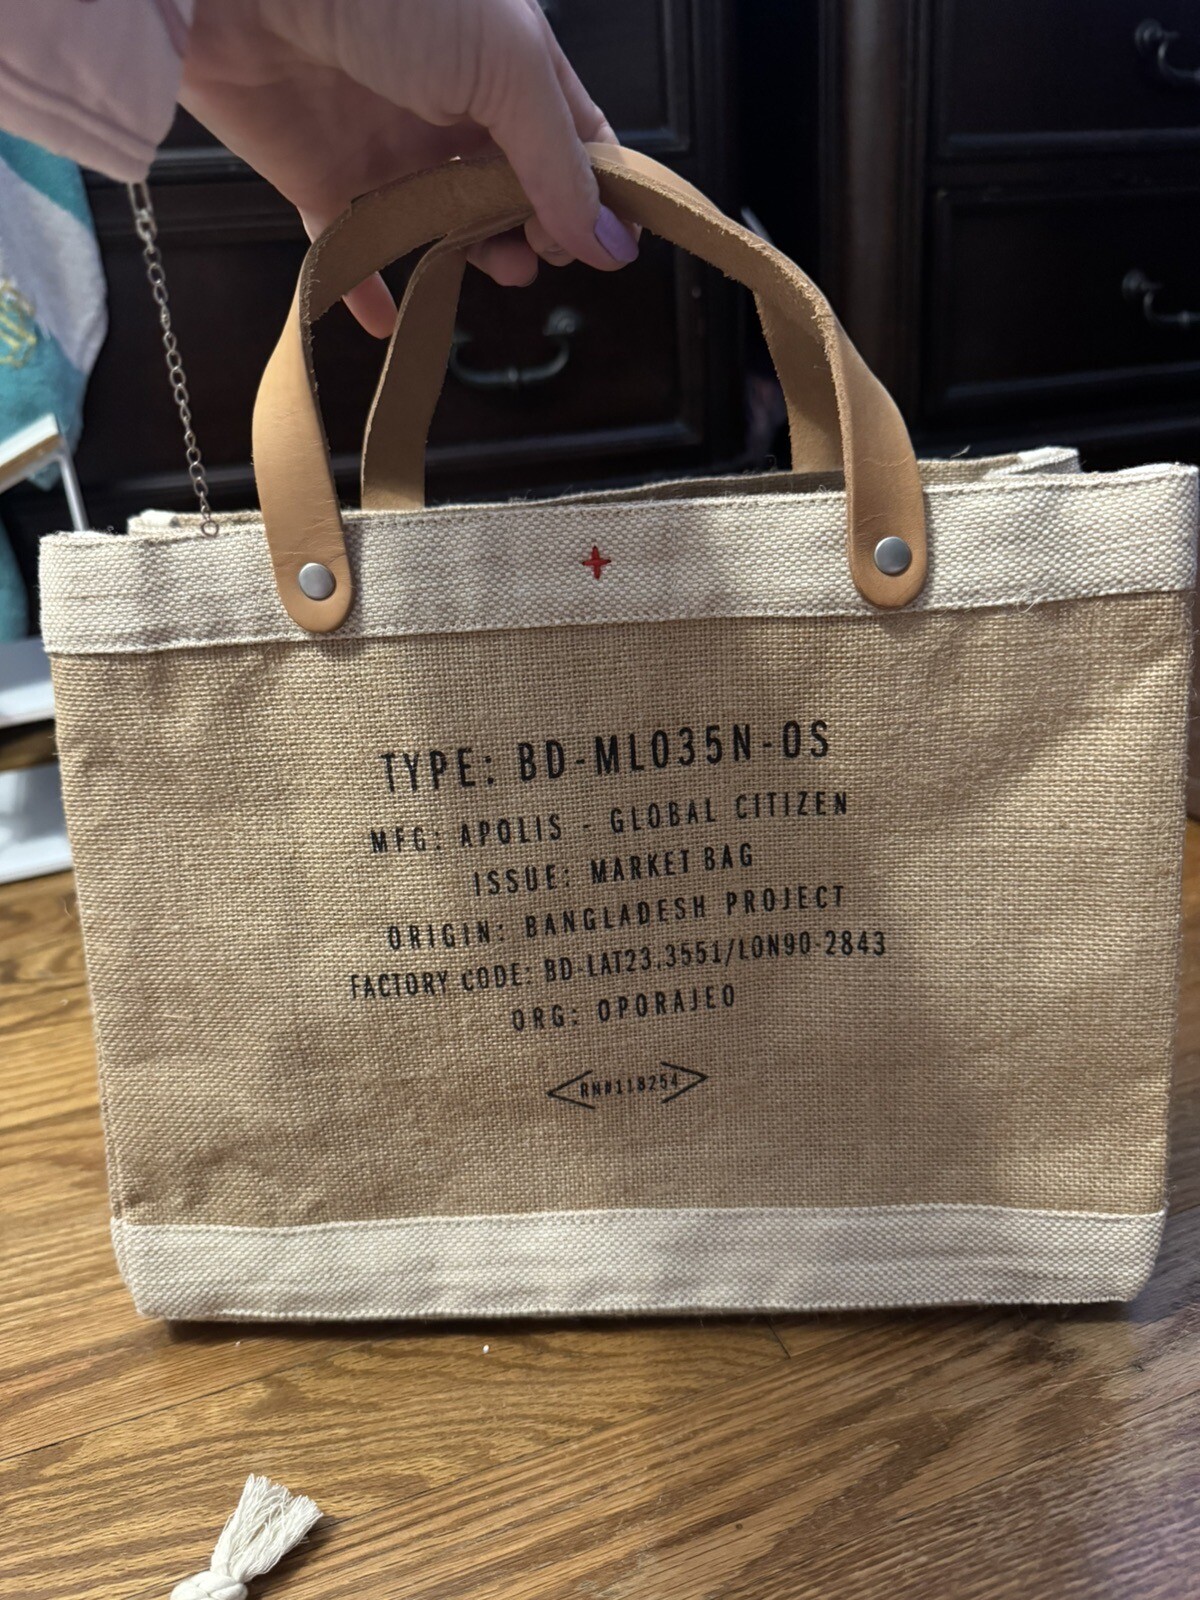 TYPE: BD-ML035N-OS
MFG: APOLIS - GLOBAL CITIZEN
ISSUE: MARKET BAG
ORIGIN: BANGLADESH PROJECT
FACTORY CODE: BD-LAT23.3551/LON90-2843
ORG: OPORAJEO
RN#118254